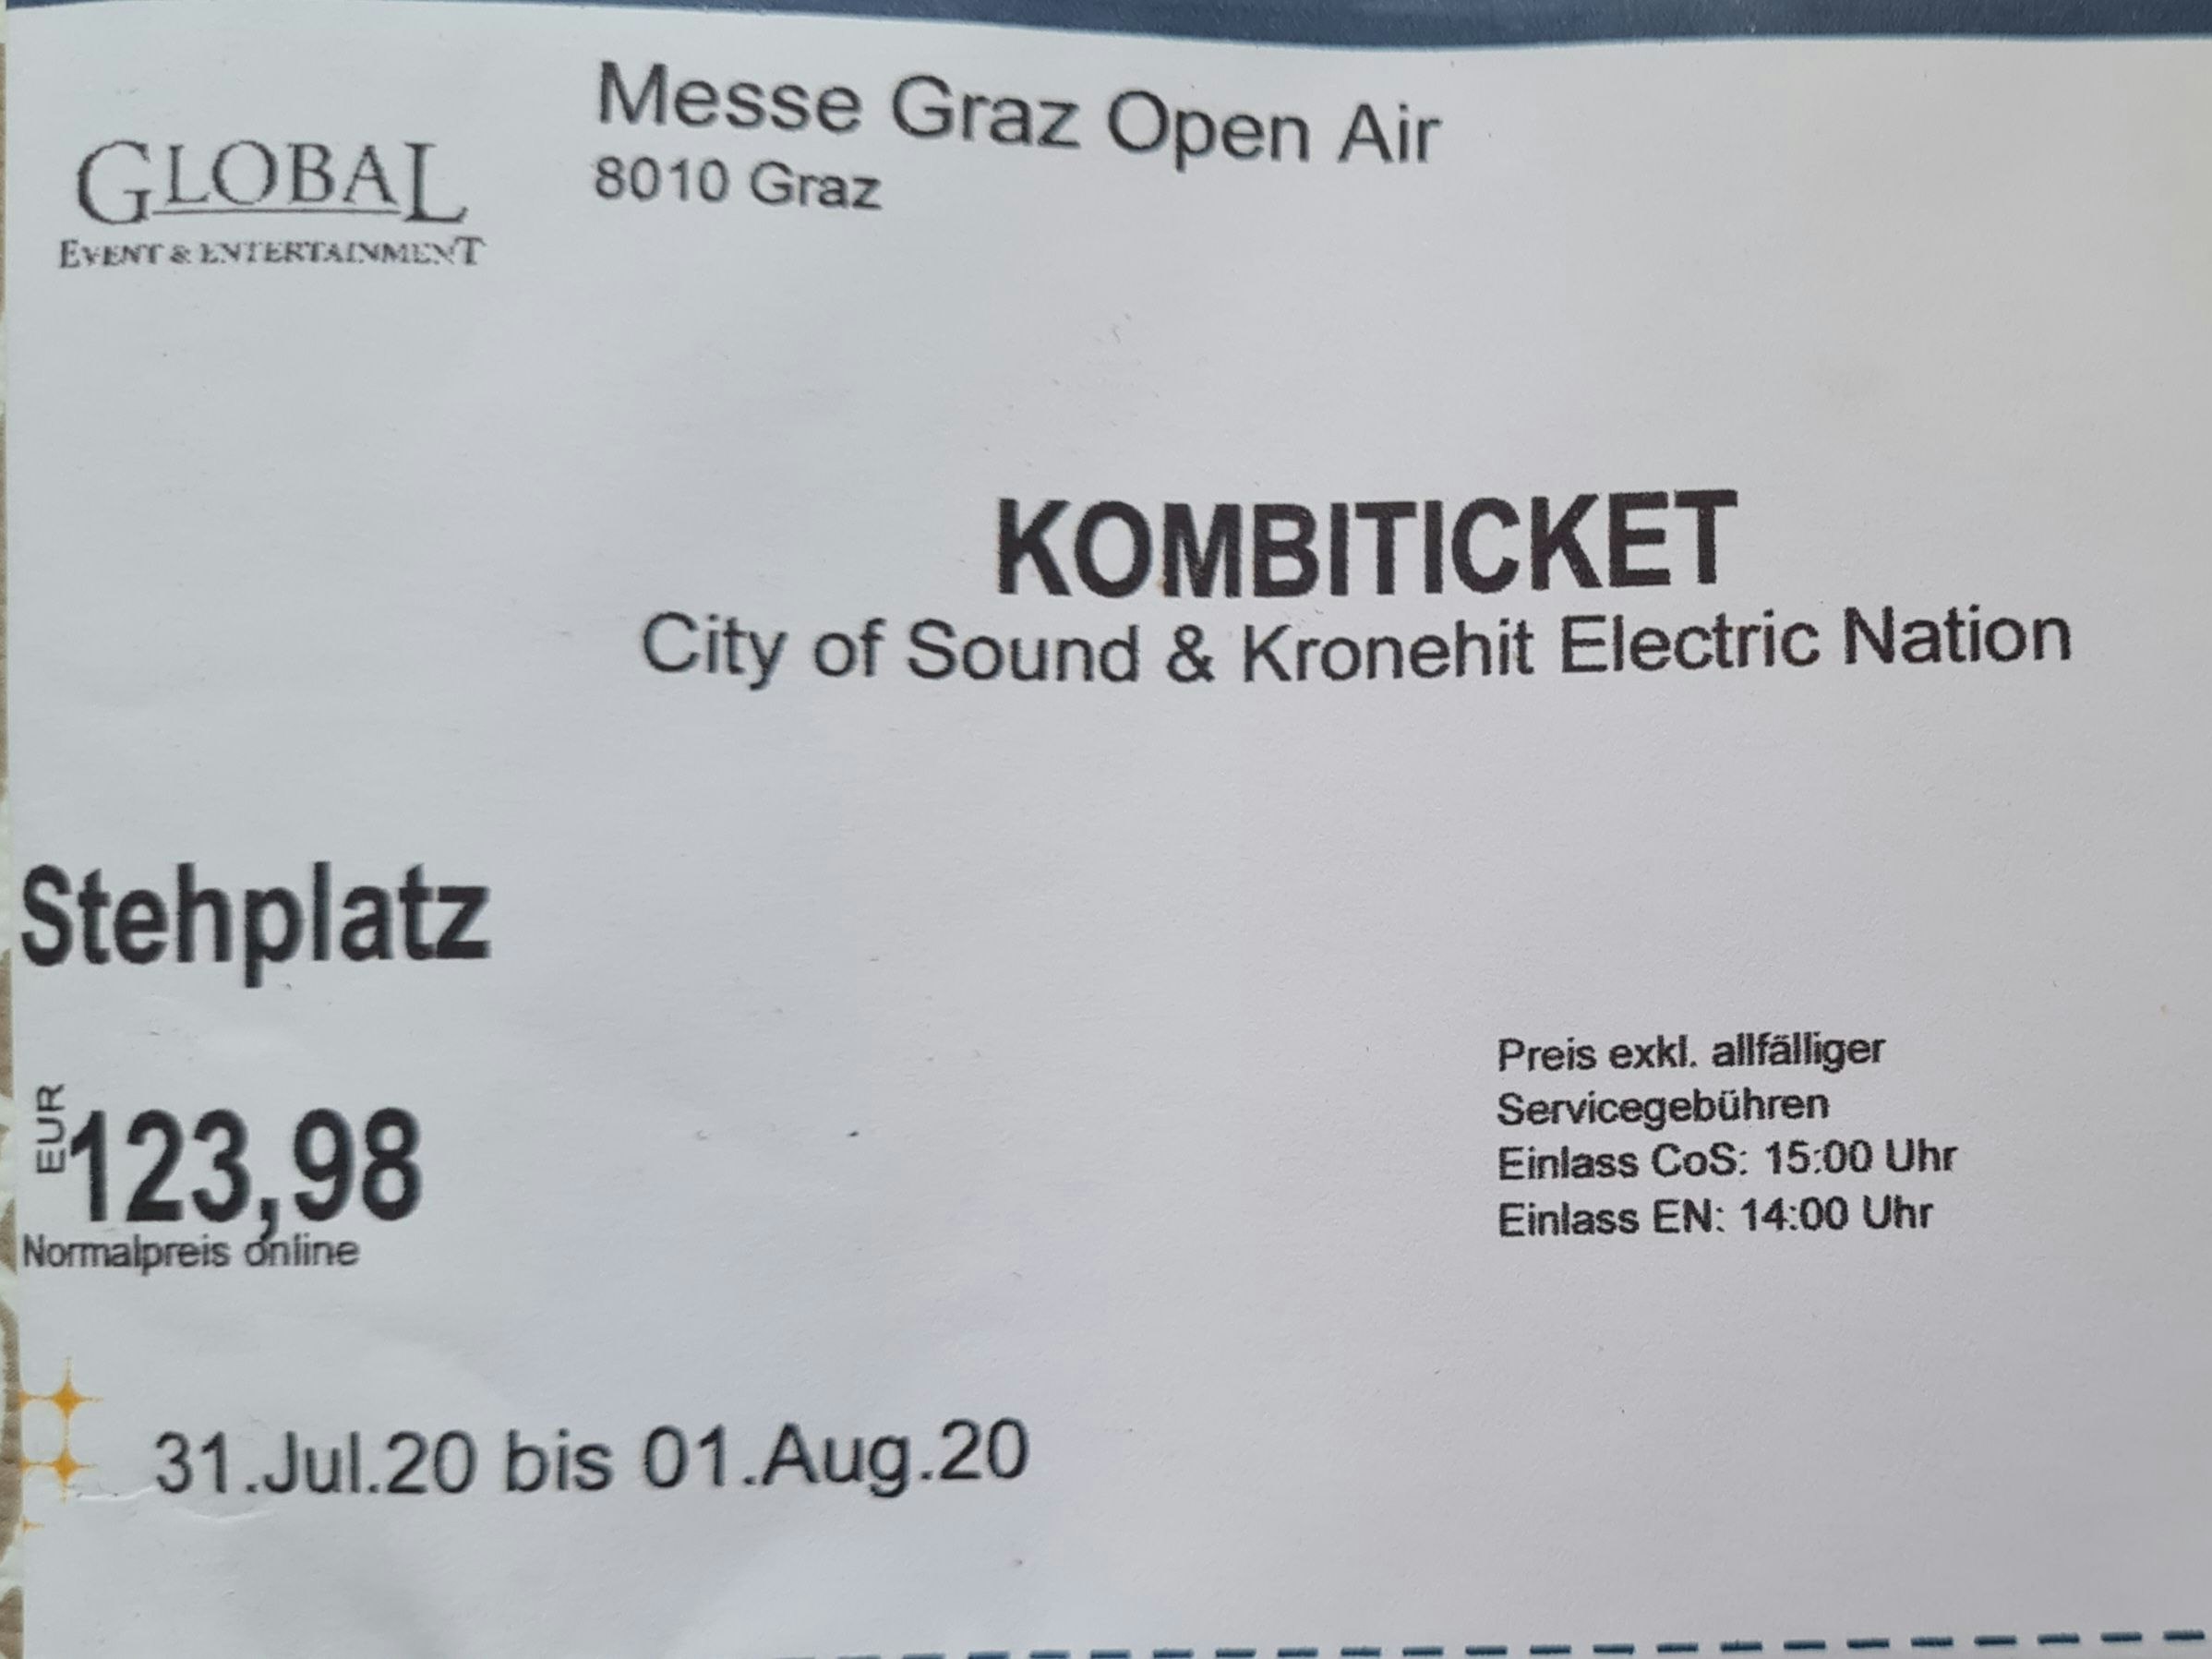 GLOBAL
EVENT & ENTERTAINMENT
Messe Graz Open Air
8010 Graz
KOMBITICKET
City of Sound & Kronehit Electric Nation
Stehplatz
EUR
123,98
Normalpreis online
Preis exkl. allfälliger
Servicegebühren
Einlass CoS: 15:00 Uhr
Einlass EN: 14:00 Uhr
31.Jul.20 bis 01.Aug.20